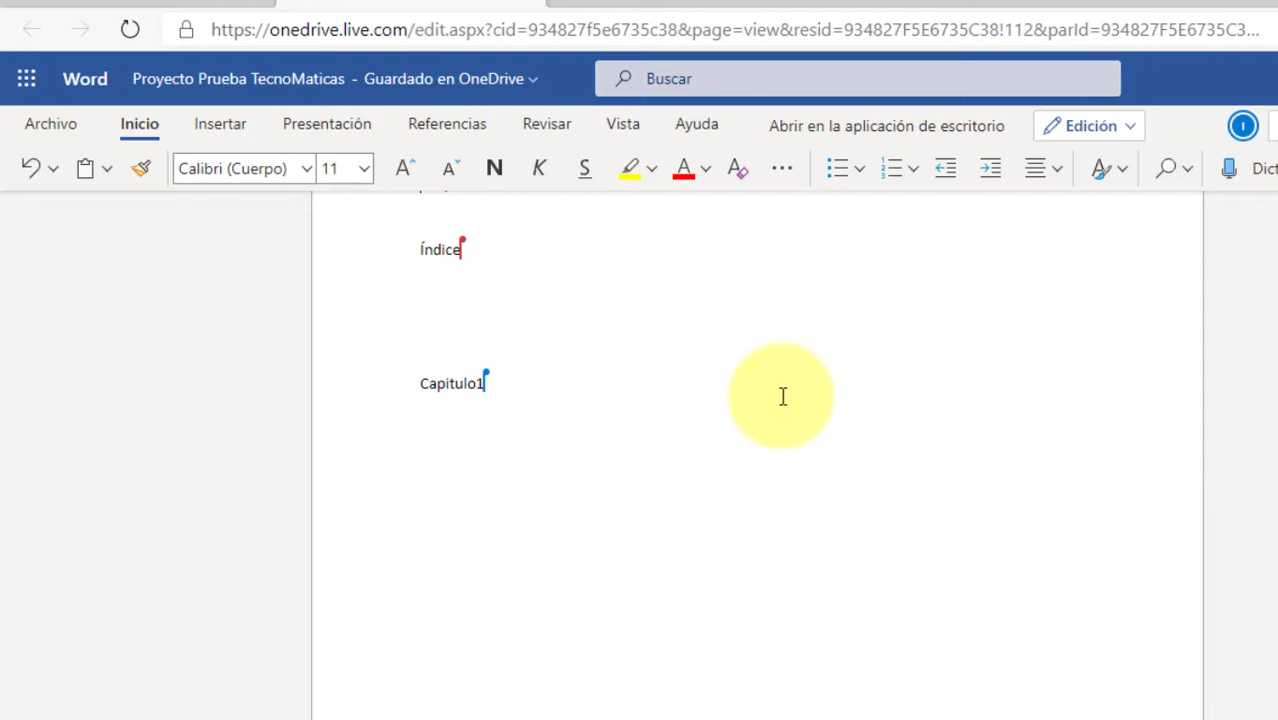 https://onedrive.live.com/edit.aspx?cid=934827f5e6735c38&page=view&resid=934827F5E6735C38!112&parId=934827F5E6735C3...
Word Proyecto Prueba TecnoMaticas - Guardado en OneDrive Buscar
Archivo Inicio Insertar Presentación Referencias Revisar Vista Ayuda Abrir en la aplicación de escritorio Edición I
Calibri (Cuerpo) 11 A A N K S A A Dict
Índice
Capitulo1